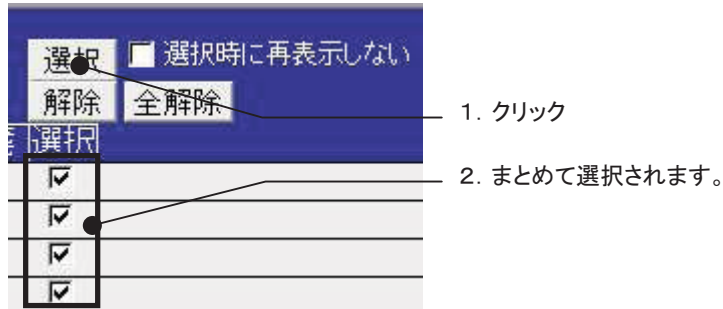 選択 選択時に再表示しない
解除 全解除
選択
1. クリック
2. まとめて選択されます。